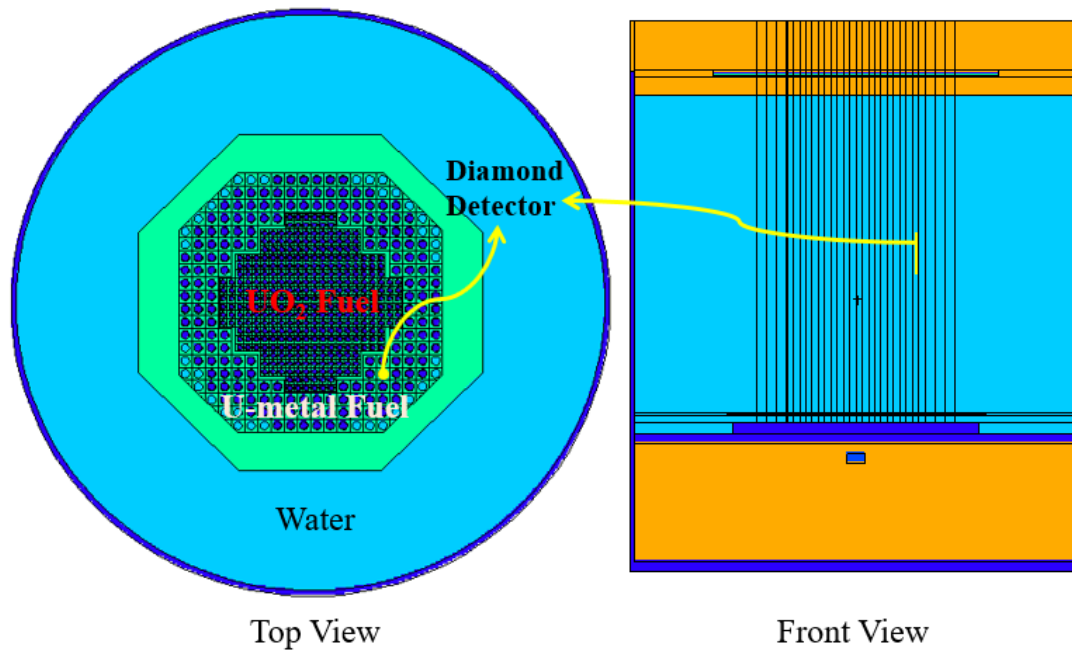 Diamond
Detector
UO₂ Fuel
U-metal Fuel
Water
Top View
Front View